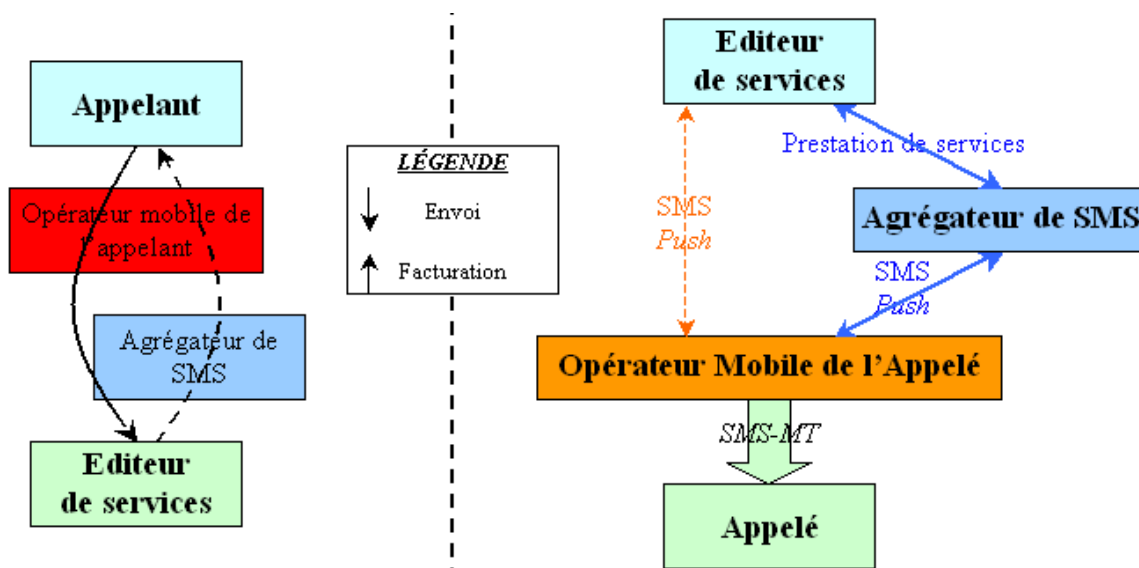 Appelant
Opérateur mobile de
l'appelant
Agrégateur de
SMS
Editeur
de services
LÉGENDE
Envoi
Facturation
Editeur
de services
Prestation de services
SMS
Push
Agrégateur de SMS
SMS
Push
Opérateur Mobile de l'Appelé
SMS-MT
Appelé